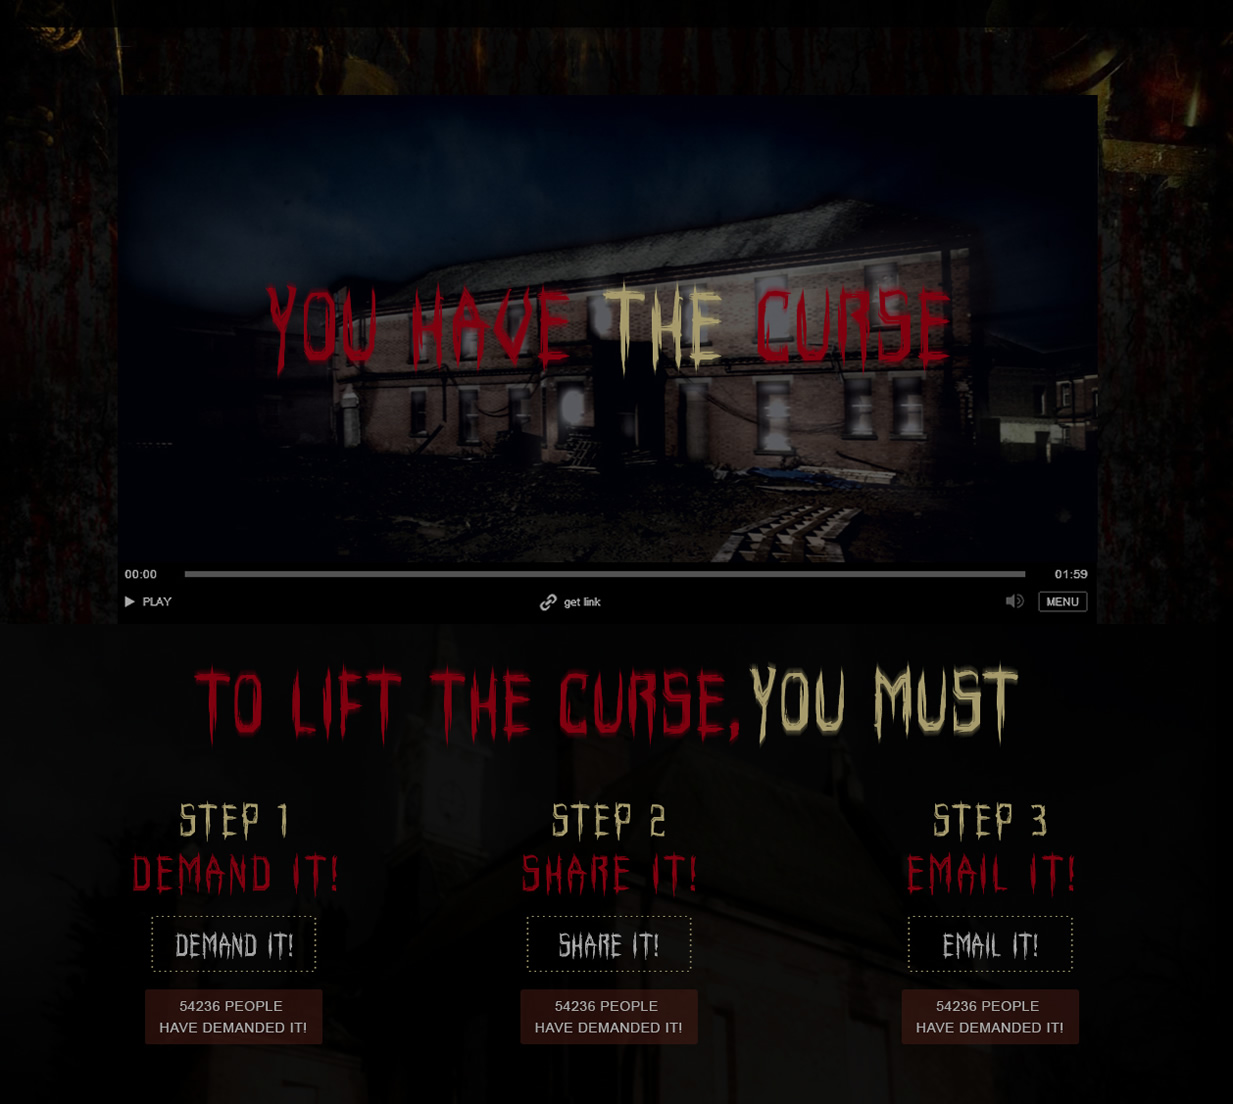 YOU HAVE THE CURSE
00:00
01:59
PLAY
get link
MENU
TO LIFT THE CURSE, YOU MUST
STEP 1
DEMAND IT!
DEMAND IT!
54236 PEOPLE
HAVE DEMANDED IT!
STEP 2
SHARE IT!
SHARE IT!
54236 PEOPLE
HAVE DEMANDED IT!
STEP 3
EMAIL IT!
EMAIL IT!
54236 PEOPLE
HAVE DEMANDED IT!